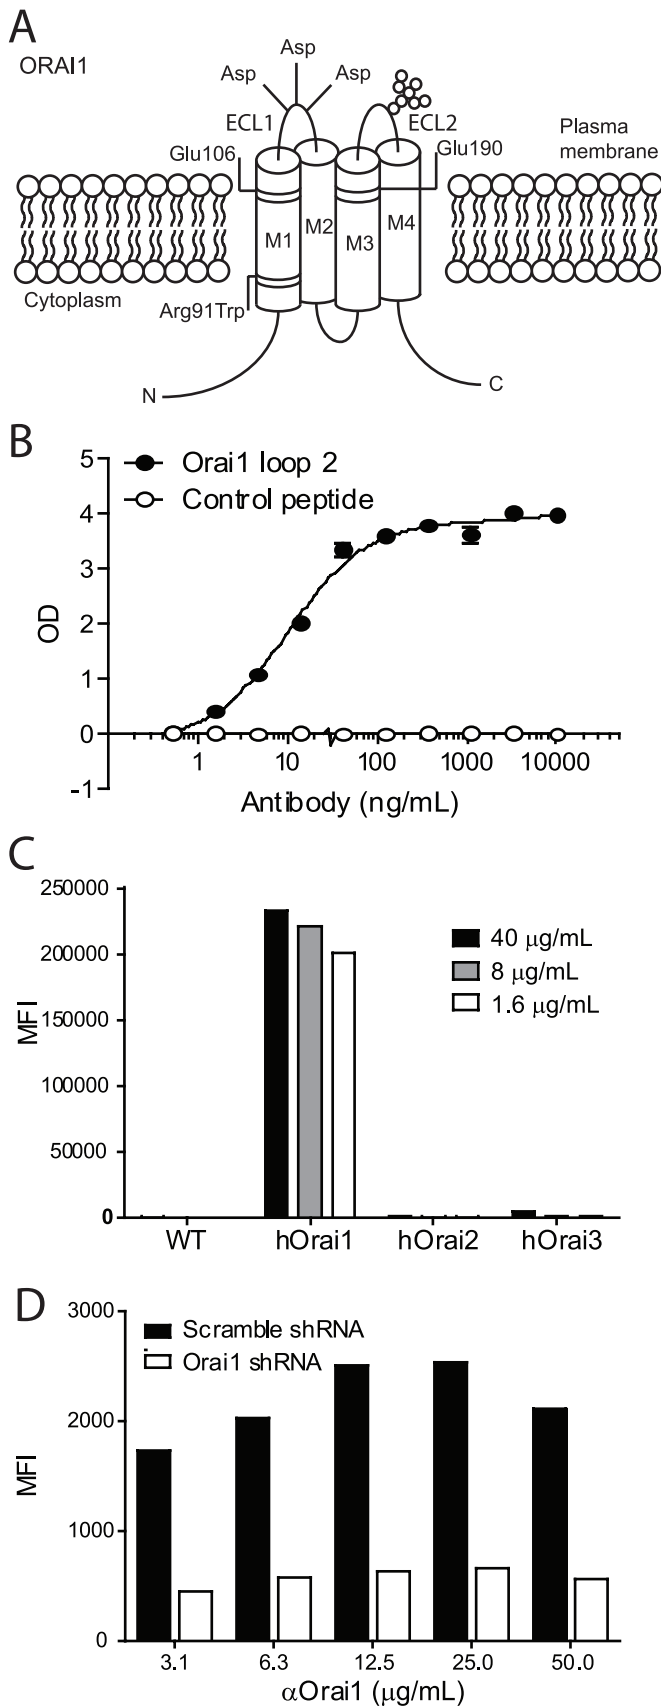 A
ORAI1
Asp
Asp
Asp
ECL1
ECL2
Plasma
membrane
Glu106
Glu190
M1
M2
M3
M4
Cytoplasm
Arg91Trp
N
C
B
Orai1 loop 2
Control peptide
5
4
3
2
1
0
-1
OD
1
10
100
1000
10000
Antibody (ng/mL)
C
250000
200000
150000
100000
50000
0
MFI
40 μg/mL
8 μg/mL
1.6 μg/mL
WT
hOrai1
hOrai2
hOrai3
D
3000
2000
1000
0
MFI
Scramble shRNA
Orai1 shRNA
3.1
6.3
12.5
25.0
50.0
αOrai1 (μg/mL)